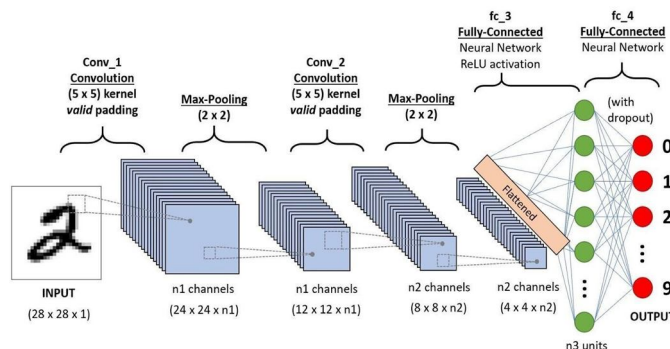 fc_3
Fully-Connected
Neural Network
ReLU activation
fc_4
Fully-Connected
Neural Network
Conv_1
Convolution
(5 x 5) kernel
valid padding
Max-Pooling
(2 x 2)
Conv_2
Convolution
(5 x 5) kernel
valid padding
Max-Pooling
(2 x 2)
(with
dropout)
2
Flattened
0
1
2
9
INPUT
(28 x 28 x 1)
n1 channels
(24 x 24 x n1)
n1 channels
(12 x 12 x n1)
n2 channels
(8 x 8 x n2)
n2 channels
(4 x 4 x n2)
OUTPUT
n3 units